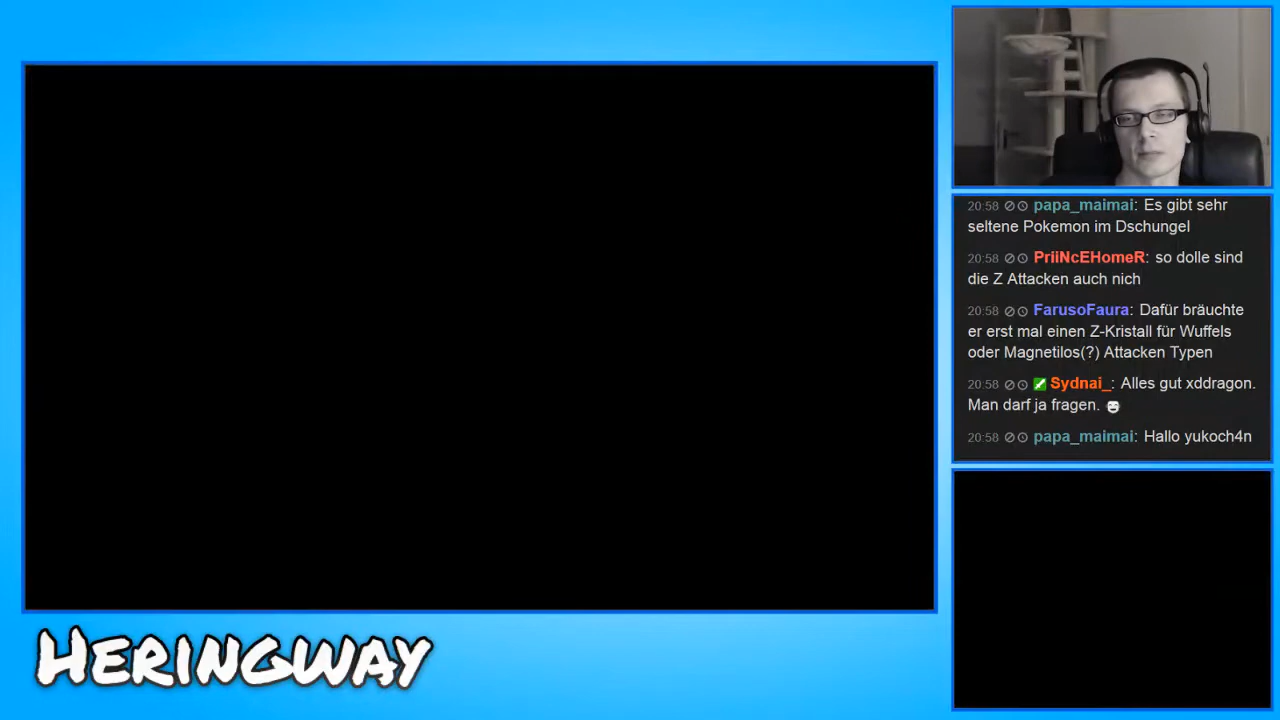 20:58 papa_maimai: Es gibt sehr
seltene Pokemon im Dschungel
20:58 PriiNcEHomeR: so dolle sind
die Z Attacken auch nich
20:58 FarusoFaura: Dafür bräuchte
er erst mal einen Z-Kristall für Wuffels
oder Magnetilos(?) Attacken Typen
20:58 Sydnai_: Alles gut xddragon.
Man darf ja fragen.
20:58 papa_maimai: Hallo yukoch4n
HERINGWAY